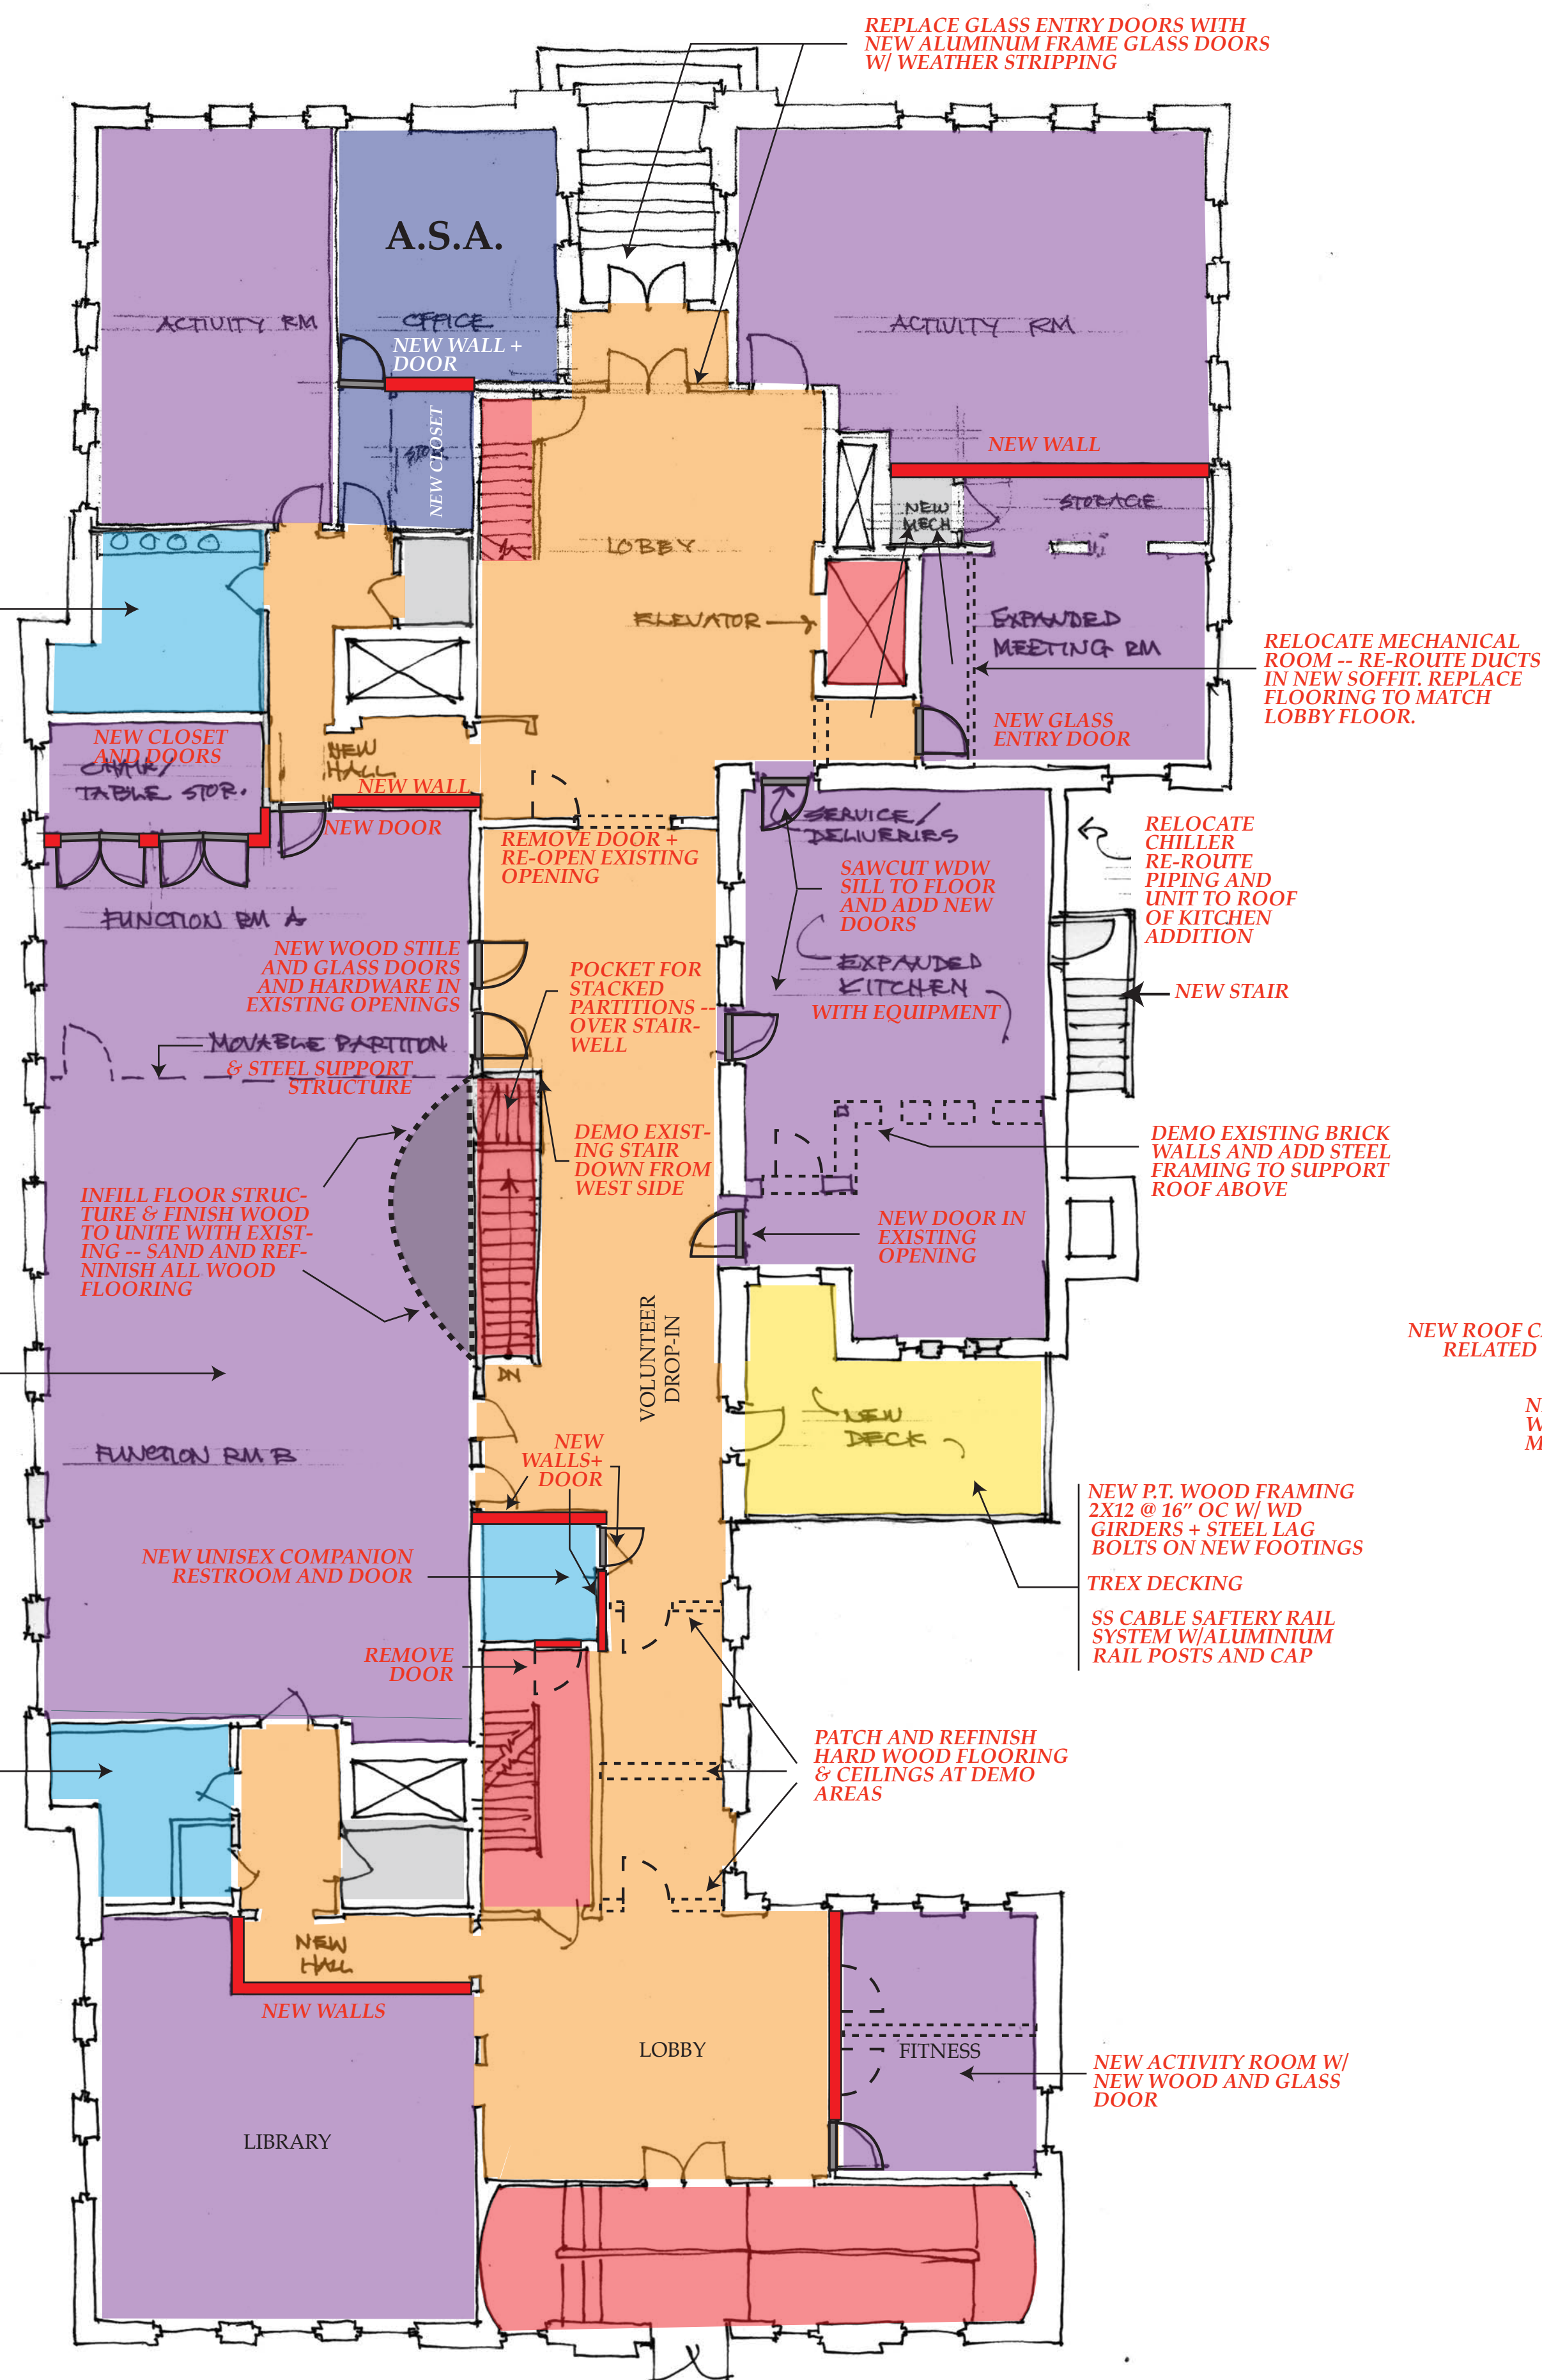 REPLACE GLASS ENTRY DOORS WITH
NEW ALUMINUM FRAME GLASS DOORS
W/ WEATHER STRIPPING
A.S.A.
ACTIVITY RM
OFFICE
ACTIVITY RM
NEW WALL +
DOOR
NEW CLOSET
NEW WALL
NEW
MECH
STORAGE
LOBBY
ELEVATOR
EXPANDED
MEETING RM
RELOCATE MECHANICAL
ROOM -- RE-ROUTE DUCTS
IN NEW SOFFIT. REPLACE
FLOORING TO MATCH
LOBBY FLOOR.
NEW GLASS
ENTRY DOOR
NEW CLOSET
AND DOORS
TABLE STOR.
NEW
HALL
NEW WALL
NEW DOOR
REMOVE DOOR +
RE-OPEN EXISTING
OPENING
SERVICE/
DELIVERIES
RELOCATE
CHILLER
RE-ROUTE
PIPING AND
UNIT TO ROOF
OF KITCHEN
ADDITION
SAWCUT WDW
SILL TO FLOOR
AND ADD NEW
DOORS
FUNCTION RM A
NEW WOOD STILE
AND GLASS DOORS
AND HARDWARE IN
EXISTING OPENINGS
POCKET FOR
STACKED
PARTITIONS --
OVER STAIR-
WELL
EXPANDED
KITCHEN
WITH EQUIPMENT
NEW STAIR
MOVABLE PARTITION
& STEEL SUPPORT
STRUCTURE
DEMO EXIST-
ING STAIR
DOWN FROM
WEST SIDE
DEMO EXISTING BRICK
WALLS AND ADD STEEL
FRAMING TO SUPPORT
ROOF ABOVE
INFILL FLOOR STRUC-
TURE & FINISH WOOD
TO UNITE WITH EXIST-
ING -- SAND AND REF-
NINISH ALL WOOD
FLOORING
NEW DOOR IN
EXISTING
OPENING
VOLUNTEER
DROP-IN
DN
NEW ROOF C
RELATED
N
W
M
NEW
DECK
FUNCTION RM B
NEW
WALLS+
DOOR
NEW P.T. WOOD FRAMING
2X12 @ 16" OC W/ WD
GIRDERS + STEEL LAG
BOLTS ON NEW FOOTINGS
TREX DECKING
SS CABLE SAFTERY RAIL
SYSTEM W/ALUMINIUM
RAIL POSTS AND CAP
NEW UNISEX COMPANION
RESTROOM AND DOOR
REMOVE
DOOR
PATCH AND REFINISH
HARD WOOD FLOORING
& CEILINGS AT DEMO
AREAS
NEW
HALL
NEW WALLS
LOBBY
FITNESS
NEW ACTIVITY ROOM W/
NEW WOOD AND GLASS
DOOR
LIBRARY